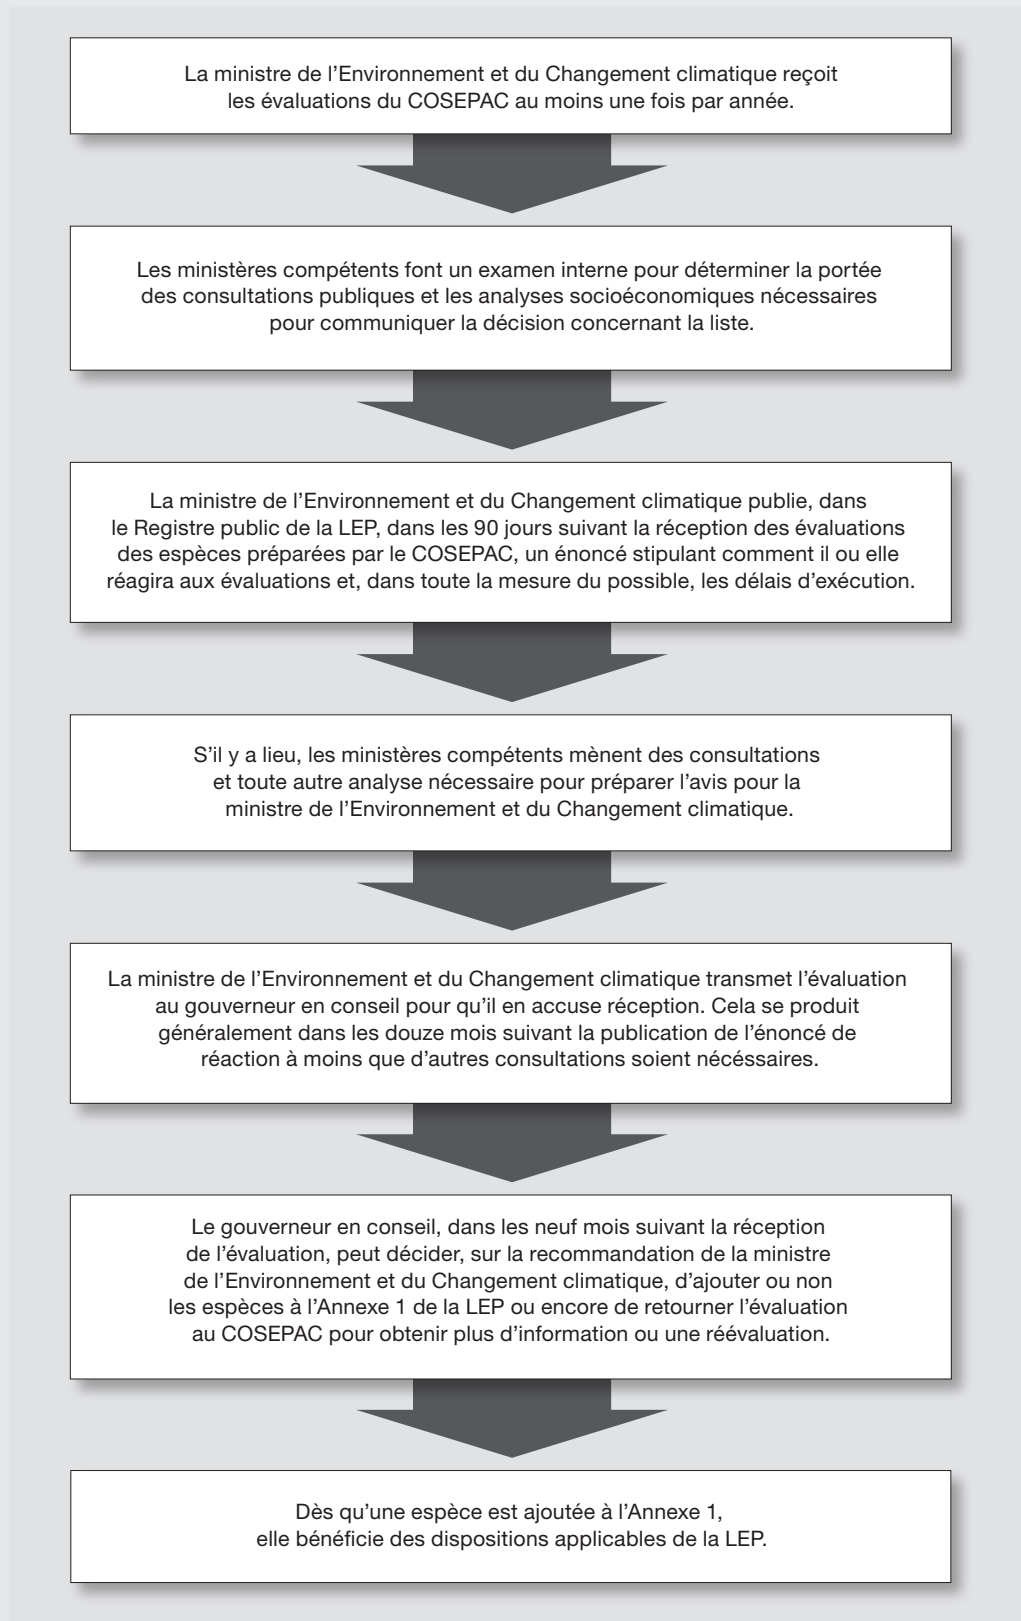 La ministre de l’Environnement et du Changement climatique reçoit
les évaluations du COSEPAC au moins une fois par année.
Les ministères compétents font un examen interne pour déterminer la portée
des consultations publiques et les analyses socioéconomiques nécessaires
pour communiquer la décision concernant la liste.
La ministre de l’Environnement et du Changement climatique publie, dans
le Registre public de la LEP, dans les 90 jours suivant la réception des évaluations
des espèces préparées par le COSEPAC, un énoncé stipulant comment il ou elle
réagira aux évaluations et, dans toute la mesure du possible, les délais d’exécution.
S’il y a lieu, les ministères compétents mènent des consultations
et toute autre analyse nécessaire pour préparer l’avis pour la
ministre de l’Environnement et du Changement climatique.
La ministre de l’Environnement et du Changement climatique transmet l’évaluation
au gouverneur en conseil pour qu’il en accuse réception. Cela se produit
généralement dans les douze mois suivant la publication de l’énoncé de
réaction à moins que d’autres consultations soient nécéssaires.
Le gouverneur en conseil, dans les neuf mois suivant la réception
de l’évaluation, peut décider, sur la recommandation de la ministre
de l’Environnement et du Changement climatique, d’ajouter ou non
les espèces à l’Annexe 1 de la LEP ou encore de retourner l’évaluation
au COSEPAC pour obtenir plus d’information ou une réévaluation.
Dès qu’une espèce est ajoutée à l’Annexe 1,
elle bénéficie des dispositions applicables de la LEP.